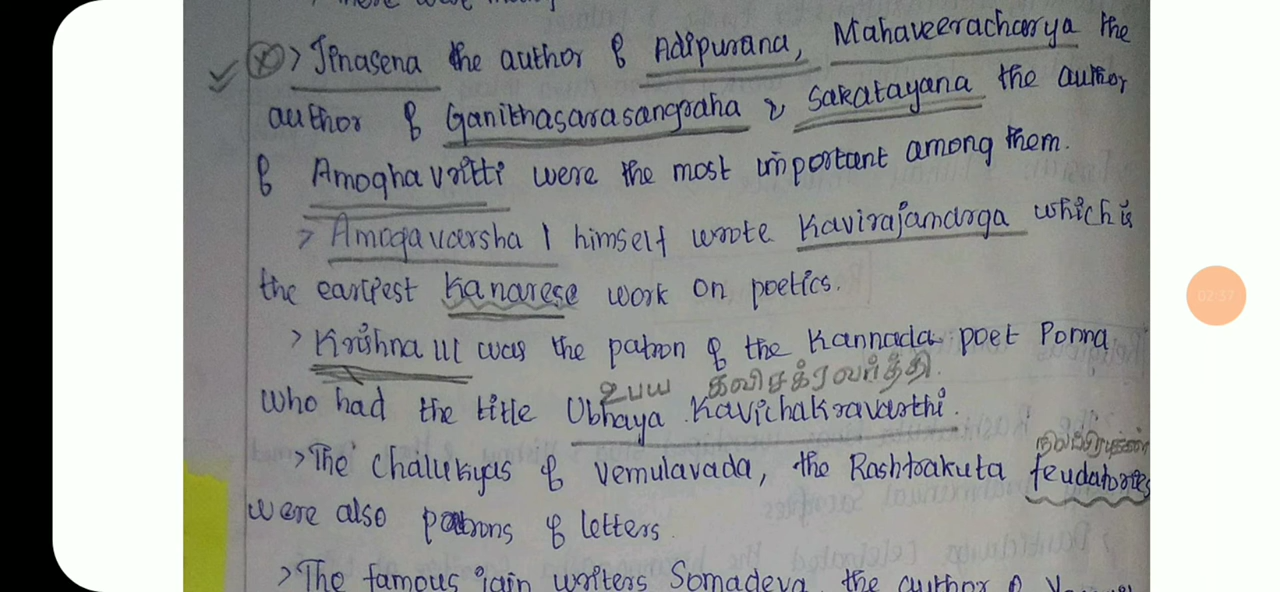 > Jinasena the author of Adipurana, Mahaveeracharya the
author of Ganithasarasangraha & Sakatayana the author
of Amoghavritti were the most important among them.
> Amogavarsha I himself wrote Kavirajamarga which is
the earliest Kanarese work on poetics.
> Krishna III was the patron of the Kannada poet Ponna
உபய கவிசக்ரவர்த்தி.
who had the title Ubhaya Kavichakravarthi.
> The Chalukyas of Vemulavada, the Rashtrakuta feudatories
were also patrons of letters.
> The famous jain writers Somadeva, the author of
02:37